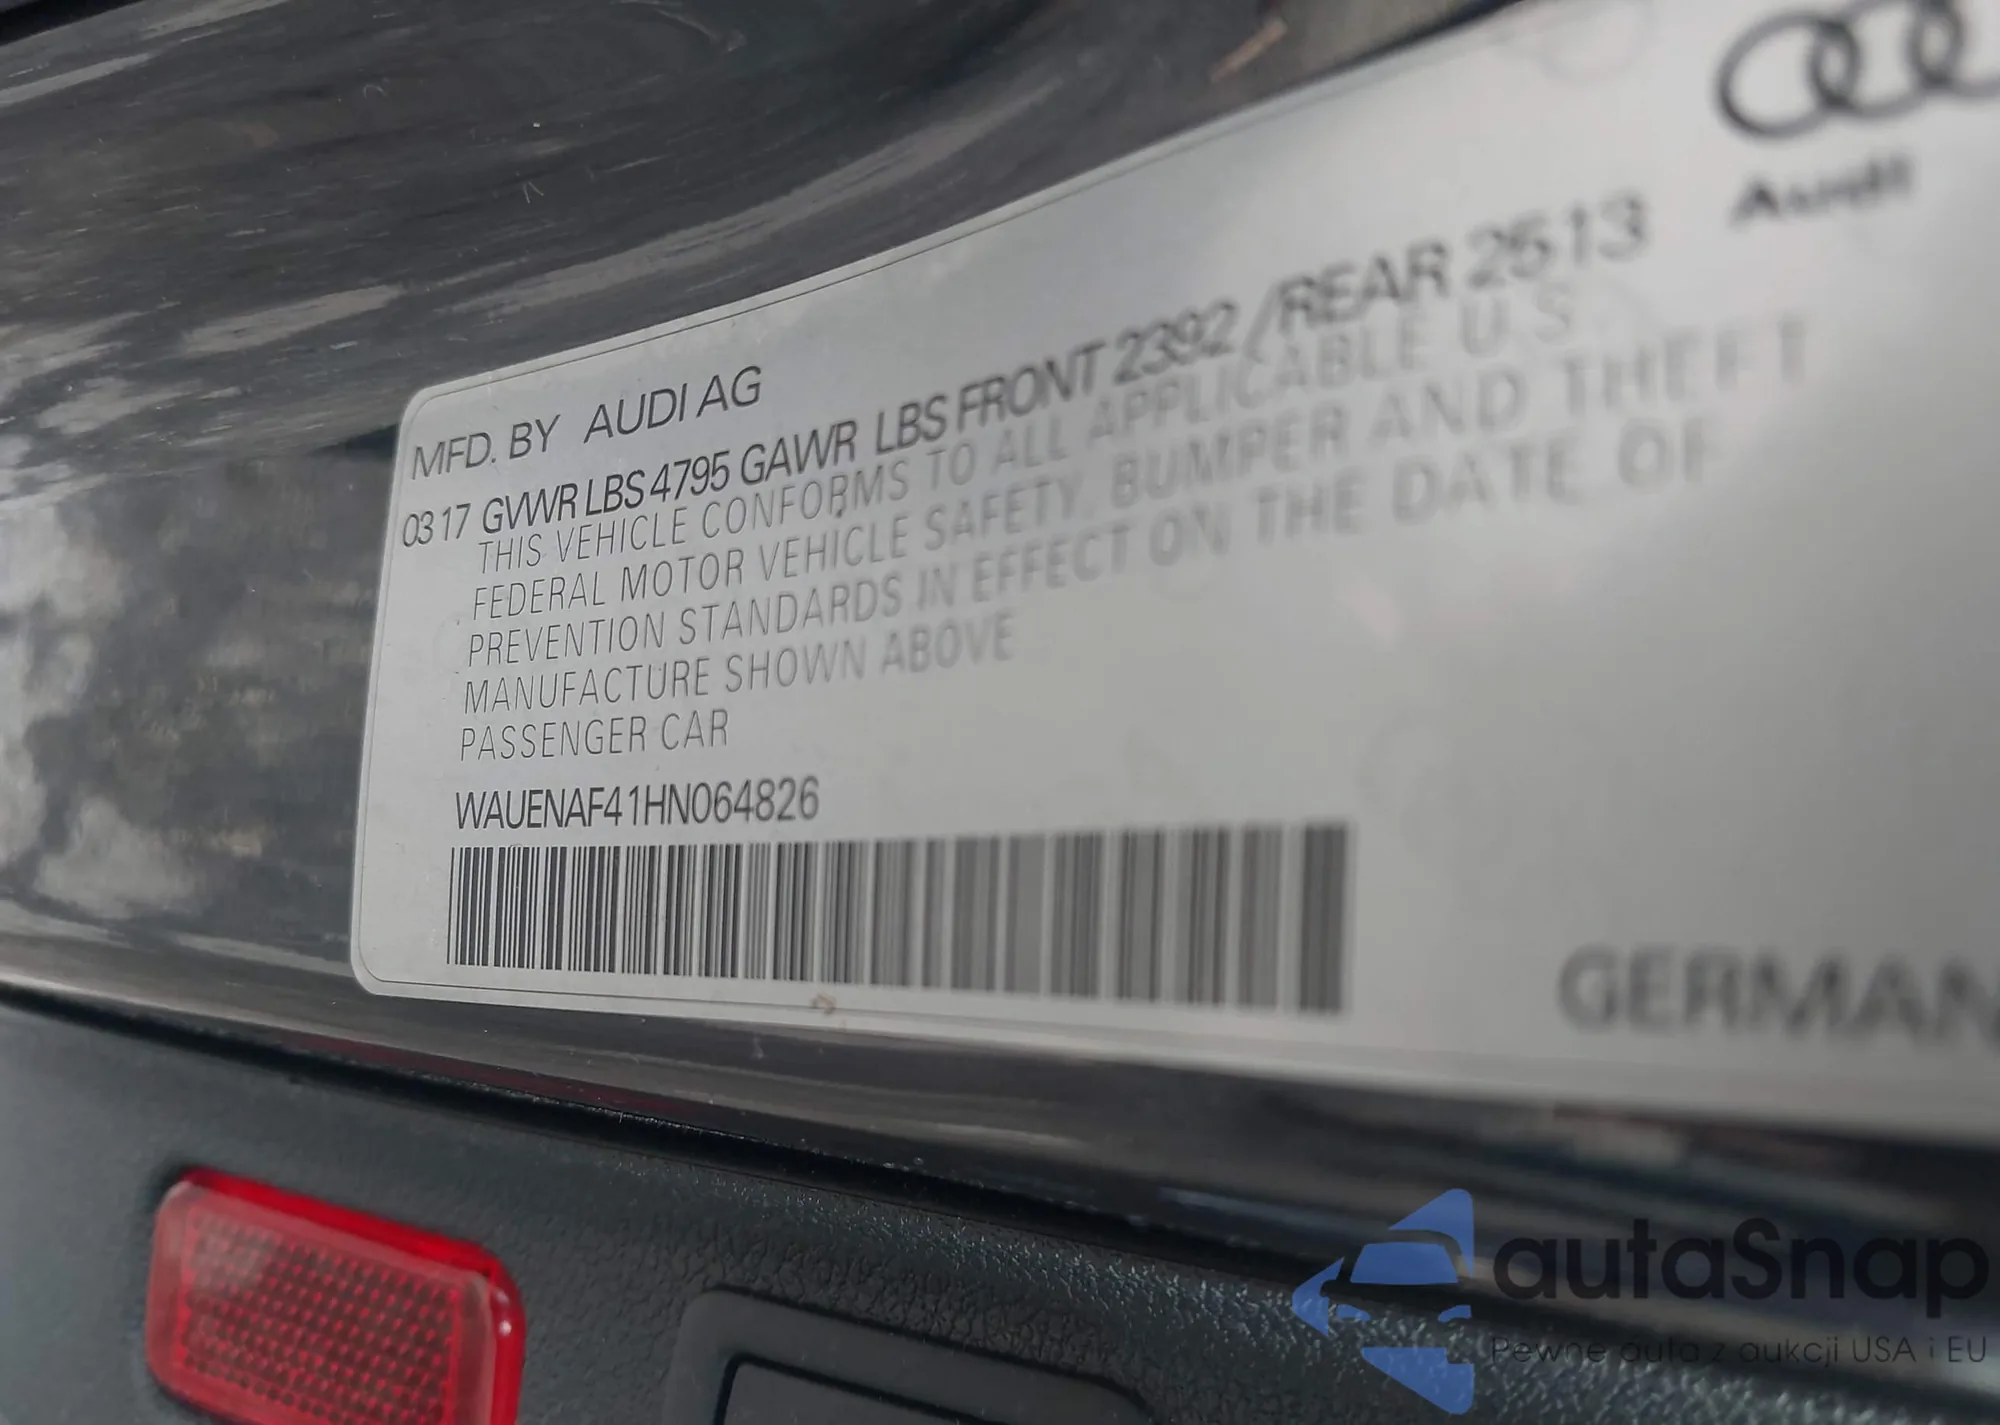 Audi
MFD. BY AUDI AG
03 17 GVWR LBS 4795 GAWR LBS FRONT 2392 /REAR 2513
THIS VEHICLE CONFORMS TO ALL APPLICABLE U.S.
FEDERAL MOTOR VEHICLE SAFETY, BUMPER AND THEFT
PREVENTION STANDARDS IN EFFECT ON THE DATE OF
MANUFACTURE SHOWN ABOVE
PASSENGER CAR
WAUENAF41HN064826
GERMAN
autaSnap
Pewne auta z aukcji USA i EU